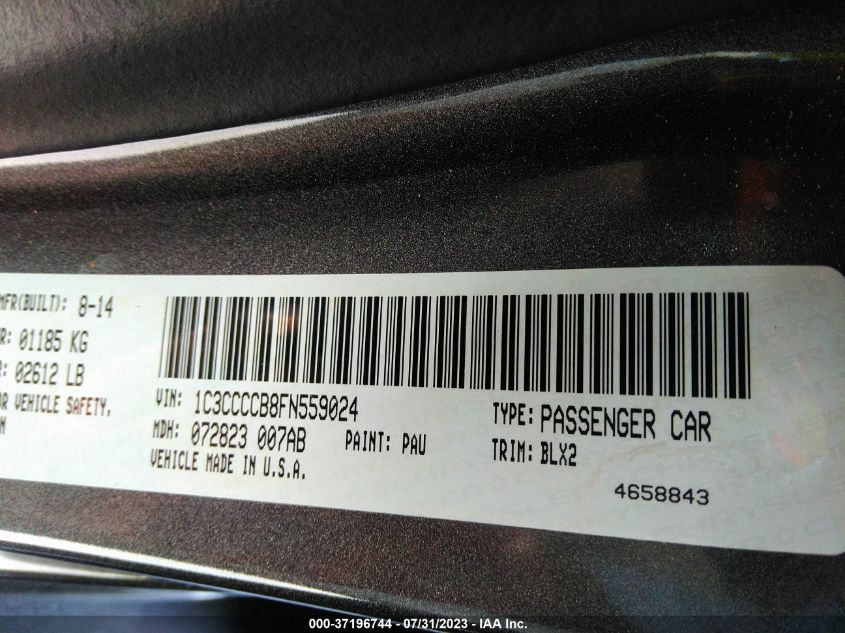 MFR(BUILT): 8-14
R: 01185 KG
R: 02612 LB
OR VEHICLE SAFETY,
VIN: 1C3CCCCB8FN559024
MDH: 072823 007AB
PAINT: PAU
VEHICLE MADE IN U.S.A.
TYPE: PASSENGER CAR
TRIM: BLX2
4658843
000-37196744 - 07/31/2023 - © IAA Inc.